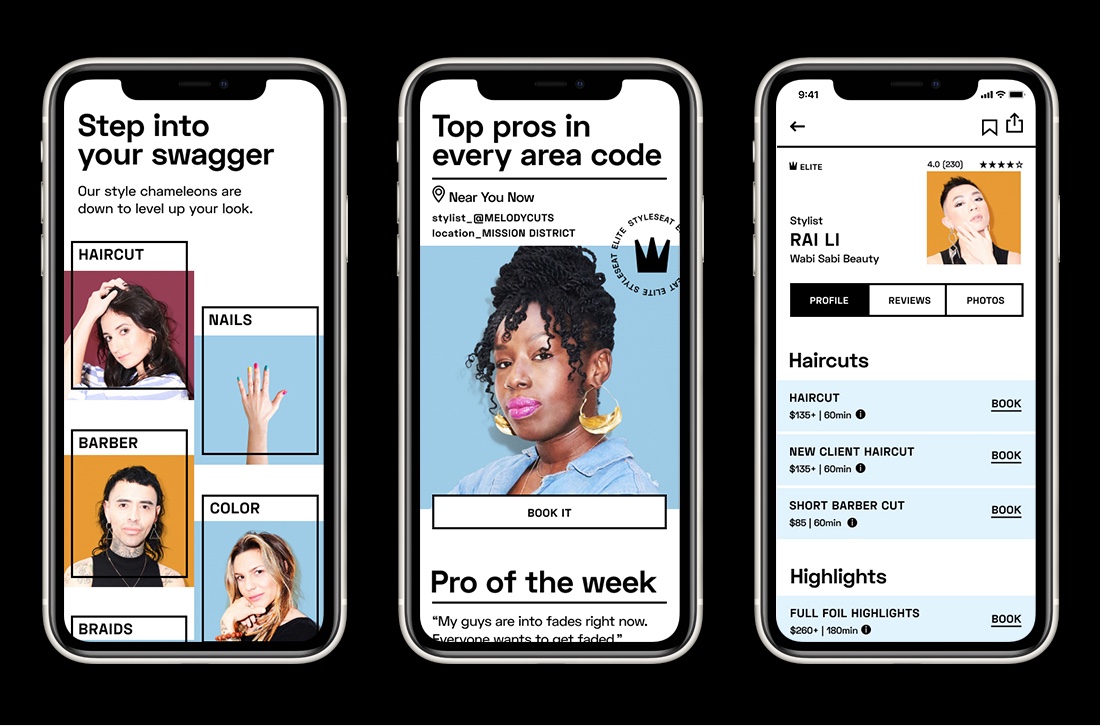 Step into
your swagger
Our style chameleons are
down to level up your look.
HAIRCUT
NAILS
BARBER
COLOR
BRAIDS
Top pros in
every area code
Near You Now
stylist_@MELODYCUTS
location_MISSION DISTRICT
STYLESEAT ELITE STYLESEAT ELITE
BOOK IT
Pro of the week
“My guys are into fades right now.
Everyone wants to get faded.”
9:41
ELITE
4.0 (230)
Stylist
RAI LI
Wabi Sabi Beauty
PROFILE
REVIEWS
PHOTOS
Haircuts
HAIRCUT
$135+ | 60min
BOOK
NEW CLIENT HAIRCUT
$135+ | 60min
BOOK
SHORT BARBER CUT
$85 | 60min
BOOK
Highlights
FULL FOIL HIGHLIGHTS
$260+ | 180min
BOOK